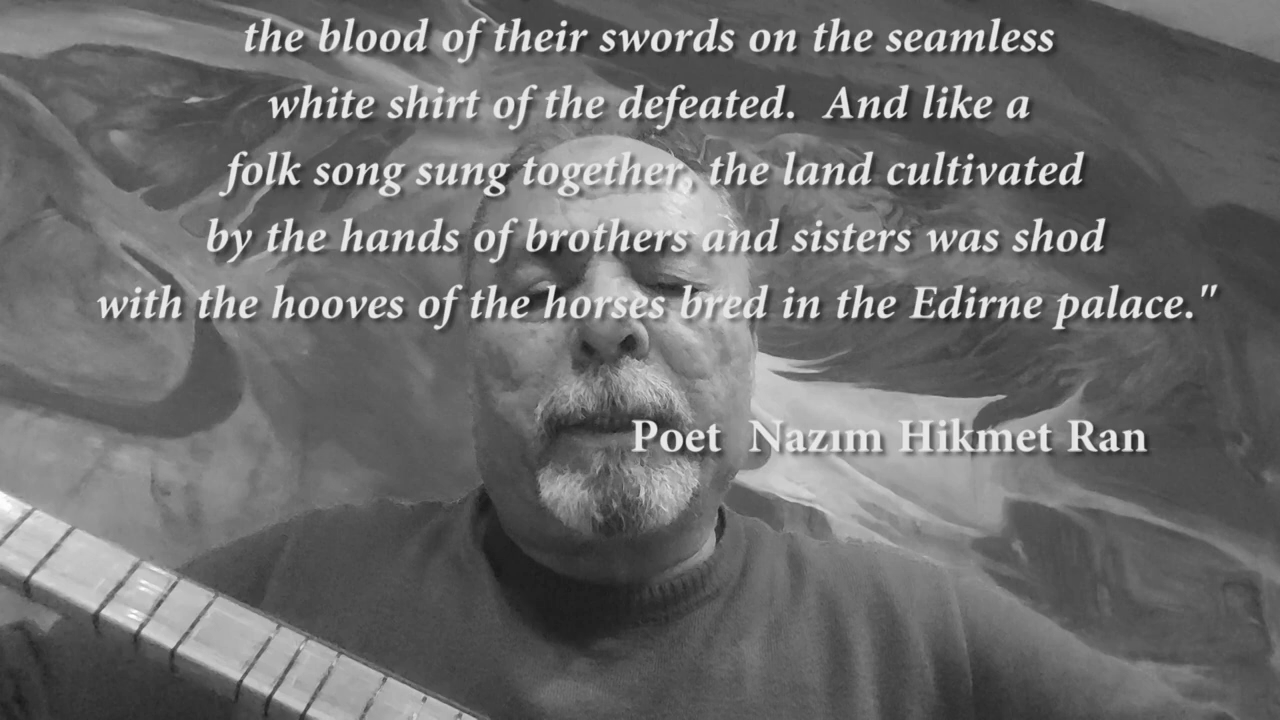 the blood of their swords on the seamless
white shirt of the defeated.  And like a
folk song sung together, the land cultivated
by the hands of brothers and sisters was shod
with the hooves of the horses bred in the Edirne palace."
Poet  Nazım Hikmet Ran